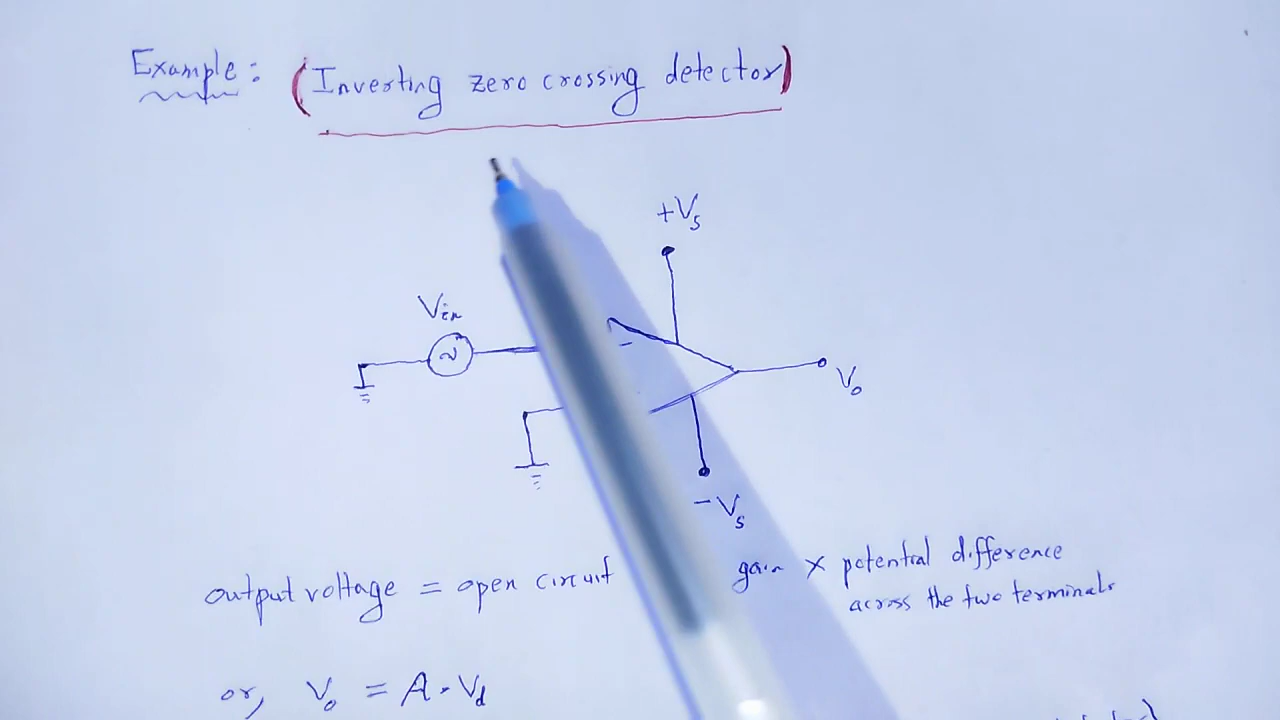 Example: (Inverting zero crossing detector)
+Vs
Vin
-
Vo
-Vs
output voltage = open circuit gain × potential difference
across the two terminals
or, Vo = A · Vd